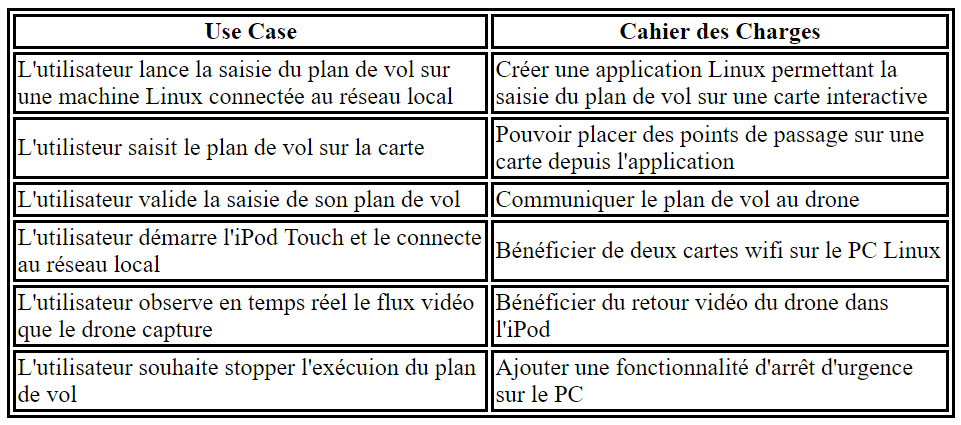 Use Case
Cahier des Charges
L'utilisateur lance la saisie du plan de vol sur
une machine Linux connectée au réseau local
Créer une application Linux permettant la
saisie du plan de vol sur une carte interactive
L'utilisteur saisit le plan de vol sur la carte
Pouvoir placer des points de passage sur une
carte depuis l'application
L'utilisateur valide la saisie de son plan de vol
Communiquer le plan de vol au drone
L'utilisateur démarre l'iPod Touch et le connecte
au réseau local
Bénéficier de deux cartes wifi sur le PC Linux
L'utilisateur observe en temps réel le flux vidéo
que le drone capture
Bénéficier du retour vidéo du drone dans
l'iPod
L'utilisateur souhaite stopper l'exécuion du plan
de vol
Ajouter une fonctionnalité d'arrêt d'urgence
sur le PC